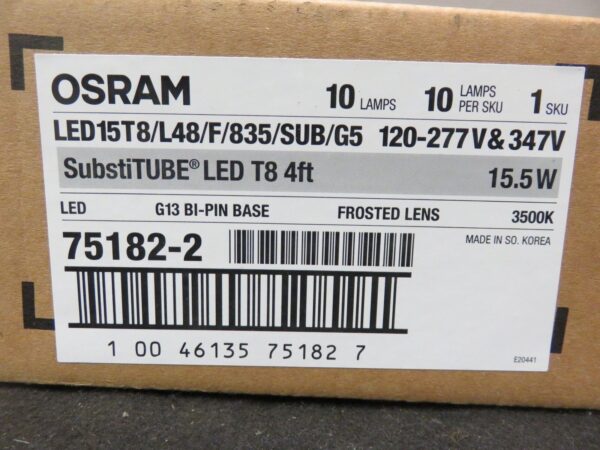 OSRAM 10 LAMPS 10 LAMPS PER SKU 1 SKU
LED15T8/L48/F/835/SUB/G5 120-277V & 347V
SubstiTUBE® LED T8 4ft 15.5W
LED G13 BI-PIN BASE FROSTED LENS 3500K
75182-2 MADE IN SO. KOREA
1 00 46135 75182 7
E20441